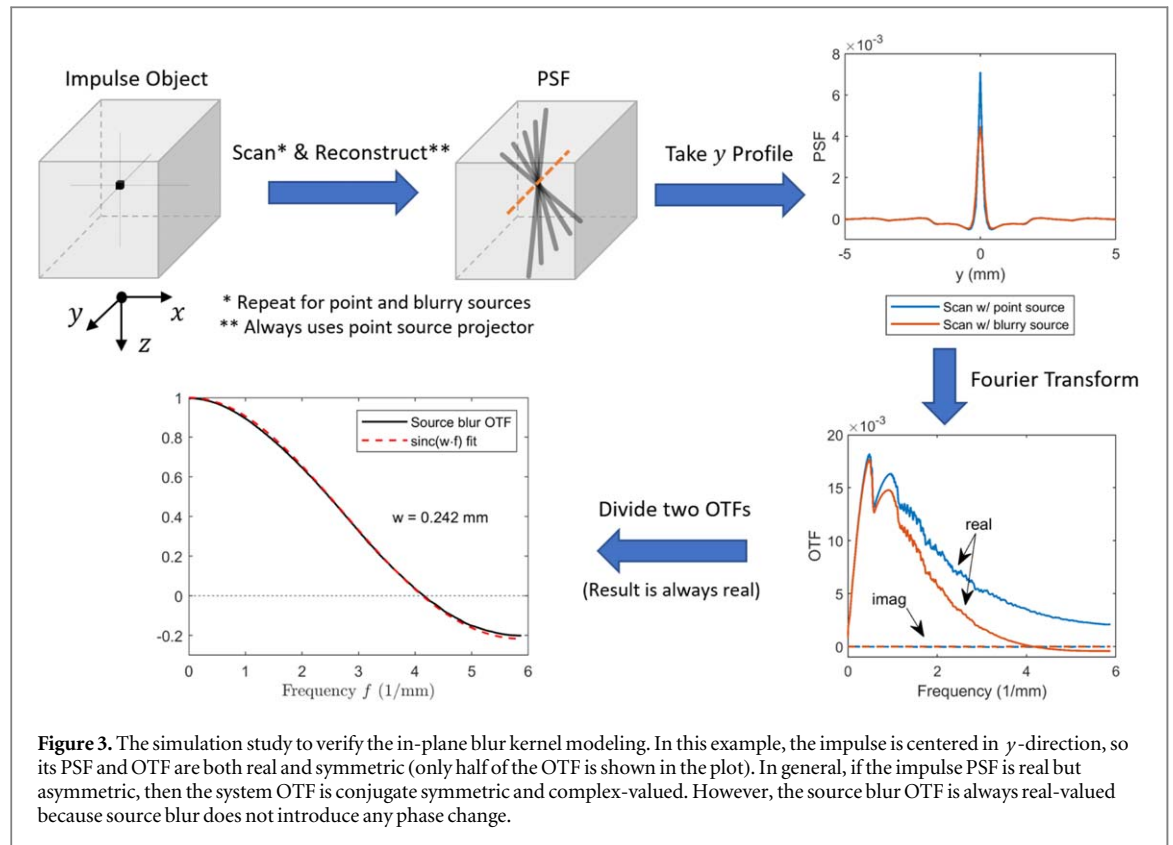 Impulse Object
Scan* & Reconstruct**
PSF
Take y Profile
y
x
z
* Repeat for point and blurry sources
** Always uses point source projector
×10-3
8
6
4
2
0
PSF
-5
0
5
y (mm)
Scan w/ point source
Scan w/ blurry source
Fourier Transform
×10-3
20
15
10
5
0
OTF
real
imag
0
2
4
6
Frequency (1/mm)
Divide two OTFs
(Result is always real)
1
0.8
0.6
0.4
0.2
0
-0.2
Source blur OTF
sinc(w·f) fit
w = 0.242 mm
0
1
2
3
4
5
6
Frequency f (1/mm)
Figure 3. The simulation study to verify the in-plane blur kernel modeling. In this example, the impulse is centered in y-direction, so
its PSF and OTF are both real and symmetric (only half of the OTF is shown in the plot). In general, if the impulse PSF is real but
asymmetric, then the system OTF is conjugate symmetric and complex-valued. However, the source blur OTF is always real-valued
because source blur does not introduce any phase change.